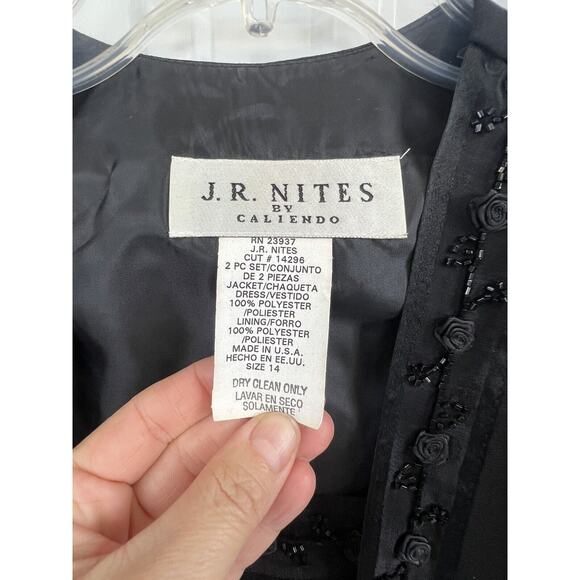 J.R. NITES
BY
CALIENDO
RN 23937
J.R. NITES
CUT # 14296
2 PC SET/CONJUNTO
DE 2 PIEZAS
JACKET/CHAQUETA
DRESS/VESTIDO
100% POLYESTER
/POLIESTER
LINING/FORRO
100% POLYESTER
/POLIESTER
MADE IN U.S.A.
HECHO EN EE.UU.
SIZE 14
DRY CLEAN ONLY
LAVAR EN SECO
SOLAMENTE